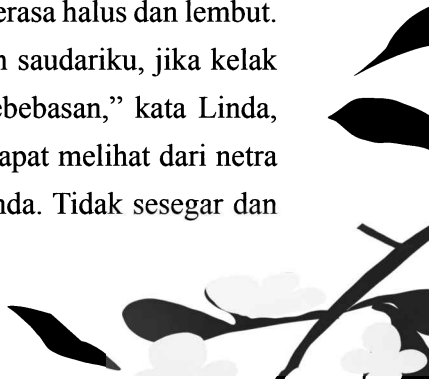 erasa halus dan lembut.
n saudariku, jika kelak
ebebasan,” kata Linda,
apat melihat dari netra
nda. Tidak sesegar dan